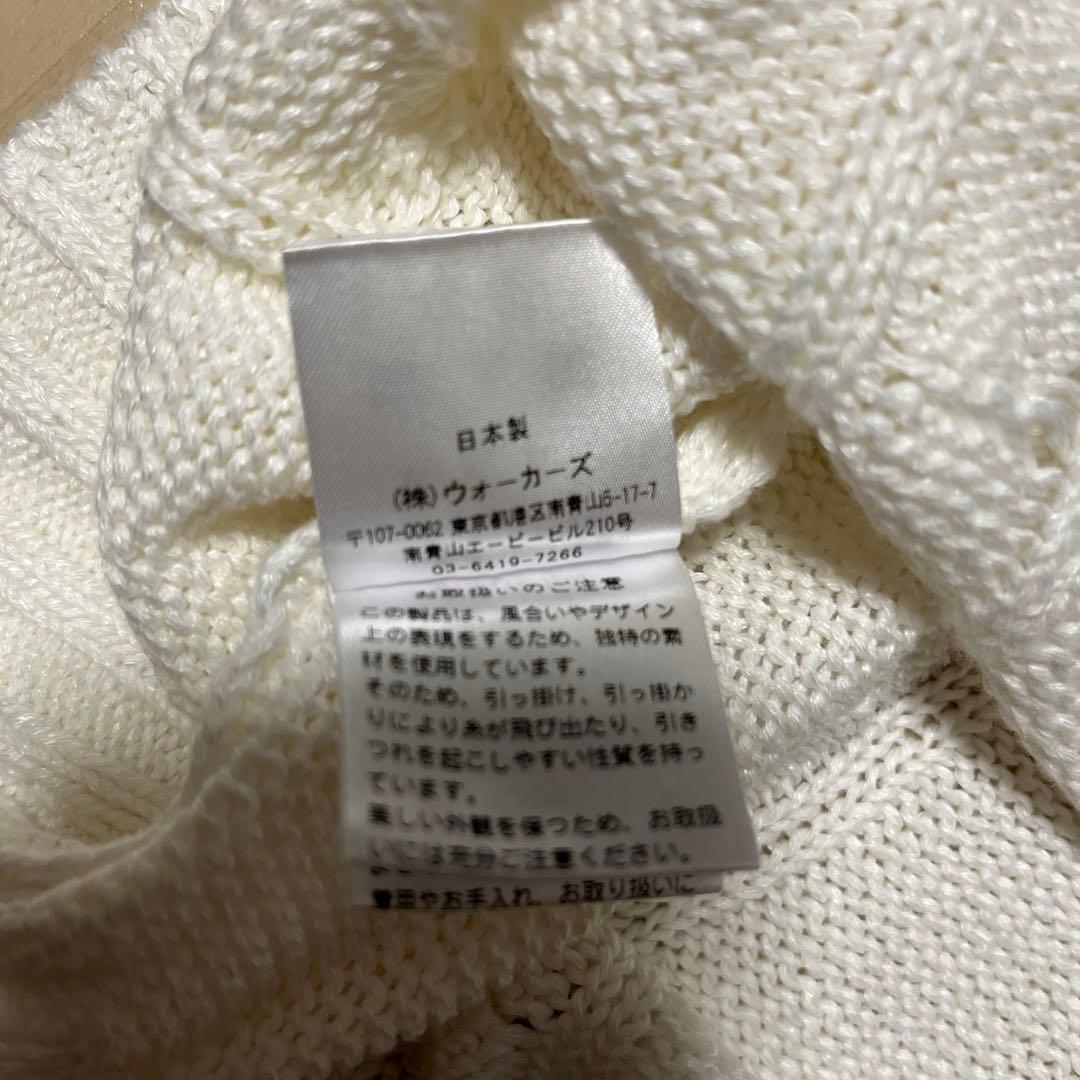 日本製
(株)ウォーカーズ
〒107-0062 東京都港区南青山6-17-7
南青山エーピービル210号
03-6419-7266
お取扱いのご注意
この製品は、風合いやデザイン
上の表現をするため、独特の素
材を使用しています。
そのため、引っ掛け、引っ掛か
りにより糸が飛び出たり、引き
つれを起こしやすい性質を持っ
ています。
美しい外観を保つため、お取扱
いには充分ご注意ください。
着用やお手入れ、お取り扱いに